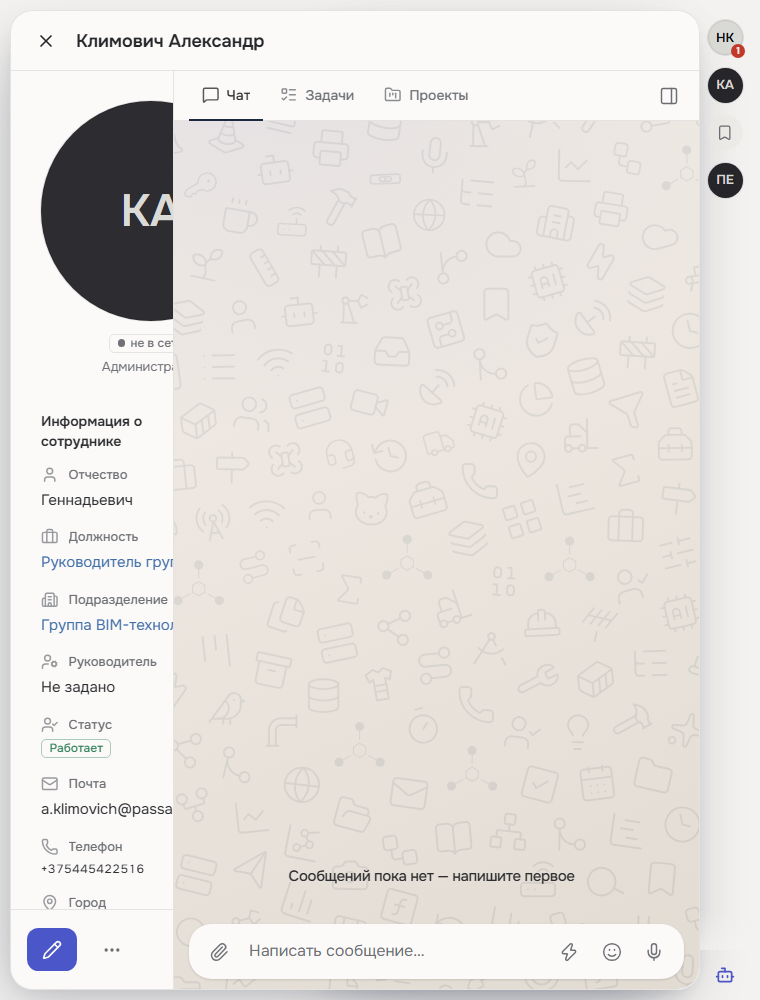 Климович Александр
НК
1
КА
ПЕ
Чат
Задачи
Проекты
КА
не в сет
Администра
Информация о
сотруднике
Отчество
Геннадьевич
Должность
Руководитель груп
Подразделение
Группа BIM-технол
Руководитель
Не задано
Статус
Работает
Почта
a.klimovich@passa
Телефон
+375445422516
Город
Сообщений пока нет — напишите первое
Написать сообщение...